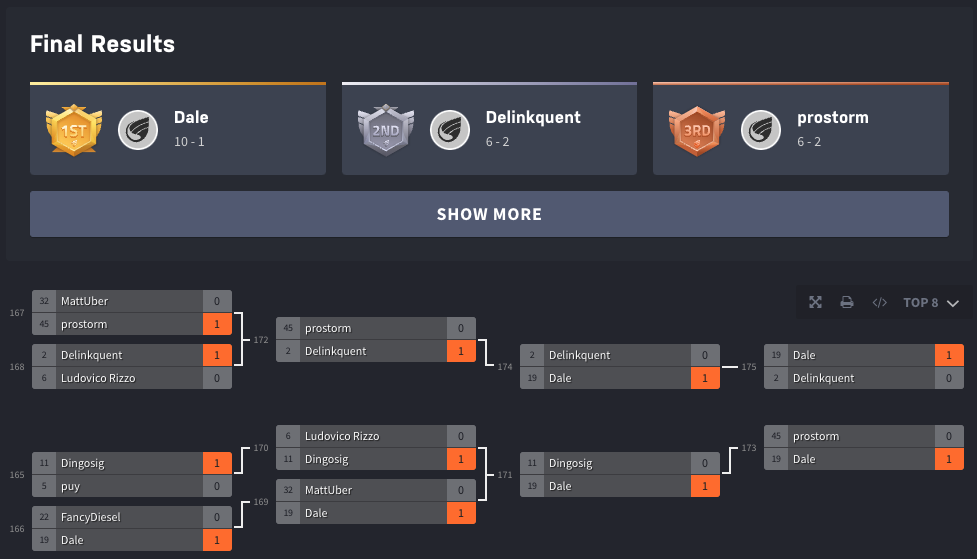 Final Results
1ST
Dale
10 - 1
2ND
Delinkquent
6 - 2
3RD
prostorm
6 - 2
SHOW MORE
TOP 8
167
32 MattUber 0
45 prostorm 1
168
2 Delinkquent 1
6 Ludovico Rizzo 0
172
45 prostorm 0
2 Delinkquent 1
174
2 Delinkquent 0
19 Dale 1
175
19 Dale 1
2 Delinkquent 0
165
11 Dingosig 1
5 puy 0
166
22 FancyDiesel 0
19 Dale 1
170
6 Ludovico Rizzo 0
11 Dingosig 1
169
32 MattUber 0
19 Dale 1
171
11 Dingosig 0
19 Dale 1
173
45 prostorm 0
19 Dale 1